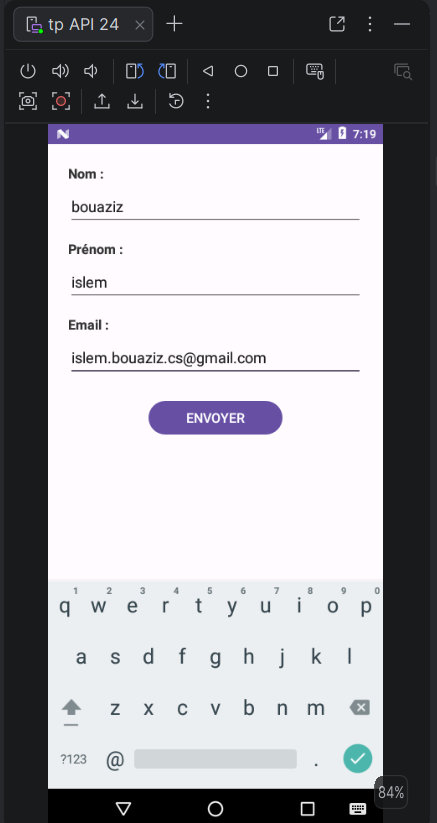 tp API 24
LTE 7:19
Nom :
bouaziz
Prénom :
islem
Email :
islem.bouaziz.cs@gmail.com
ENVOYER
1 2 3 4 5 6 7 8 9 0
q w e r t y u i o p
a s d f g h j k l
z x c v b n m
?123 @ .
84%